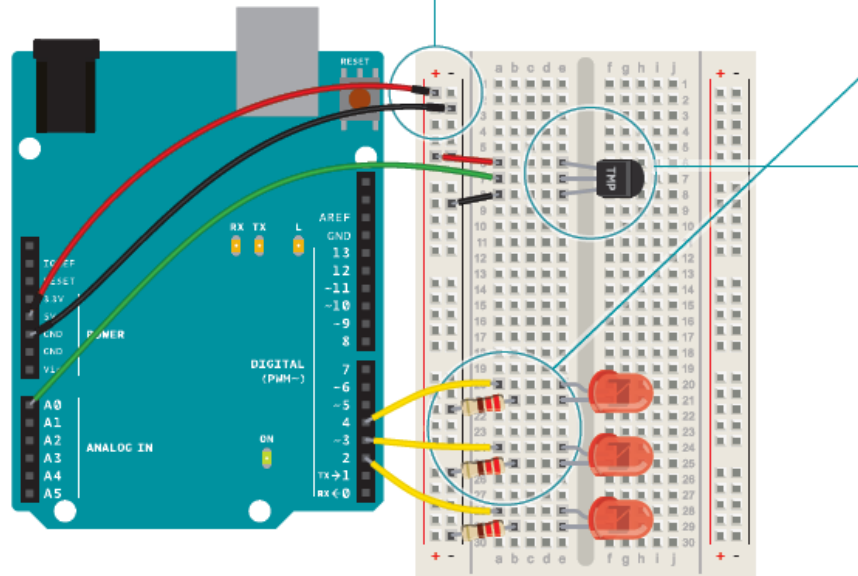 RESET
+ -
a b c d e
f g h i j
+ -
1
2
3
4
5
6
7
8
9
10
11
12
13
14
15
16
17
18
19
20
21
22
23
24
25
26
27
28
29
30
TMP
AREF
GND
13
12
~11
~10
~9
8
7
~6
~5
4
~3
2
TX→1
RX←0
RX TX L
DIGITAL
(PWM~)
ON
IOREF
RESET
3.3V
5V
GND
GND
Vin
POWER
A0
A1
A2
A3
A4
A5
ANALOG IN
+ -
a b c d e
f g h i j
+ -